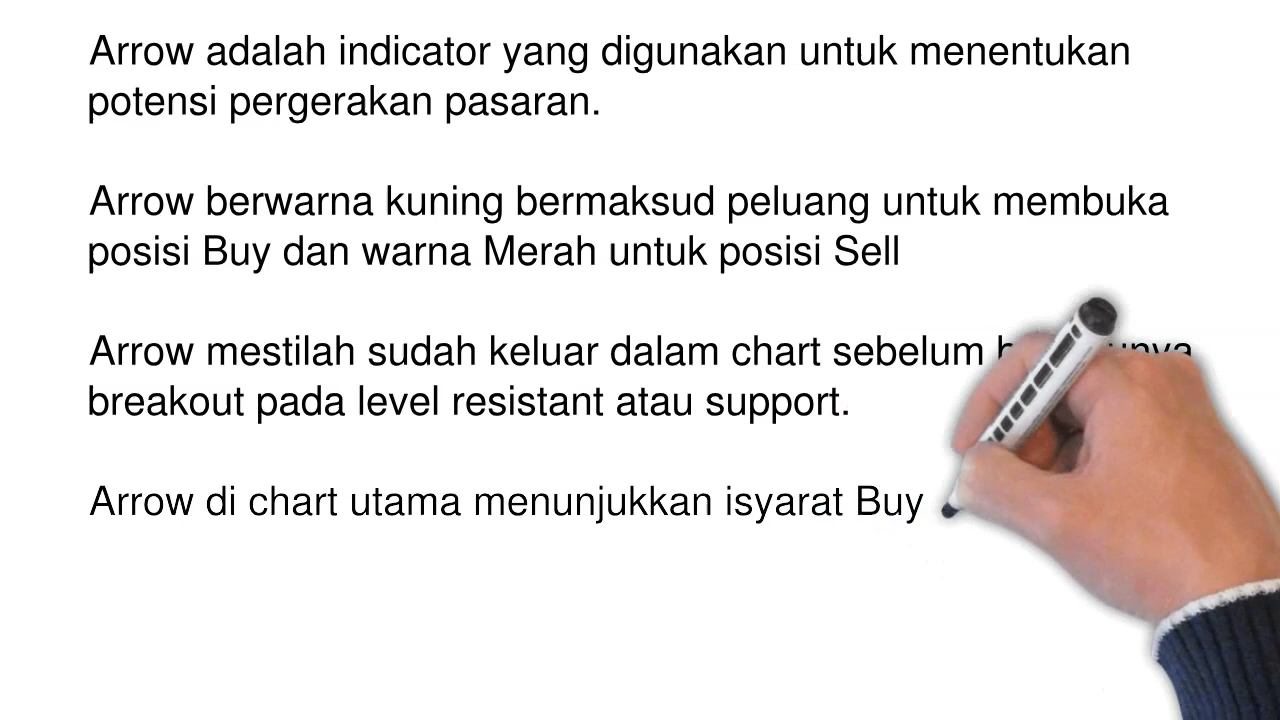 Arrow adalah indicator yang digunakan untuk menentukan
potensi pergerakan pasaran.
Arrow berwarna kuning bermaksud peluang untuk membuka
posisi Buy dan warna Merah untuk posisi Sell
Arrow mestilah sudah keluar dalam chart sebelum
breakout pada level resistant atau support.
Arrow di chart utama menunjukkan isyarat Buy